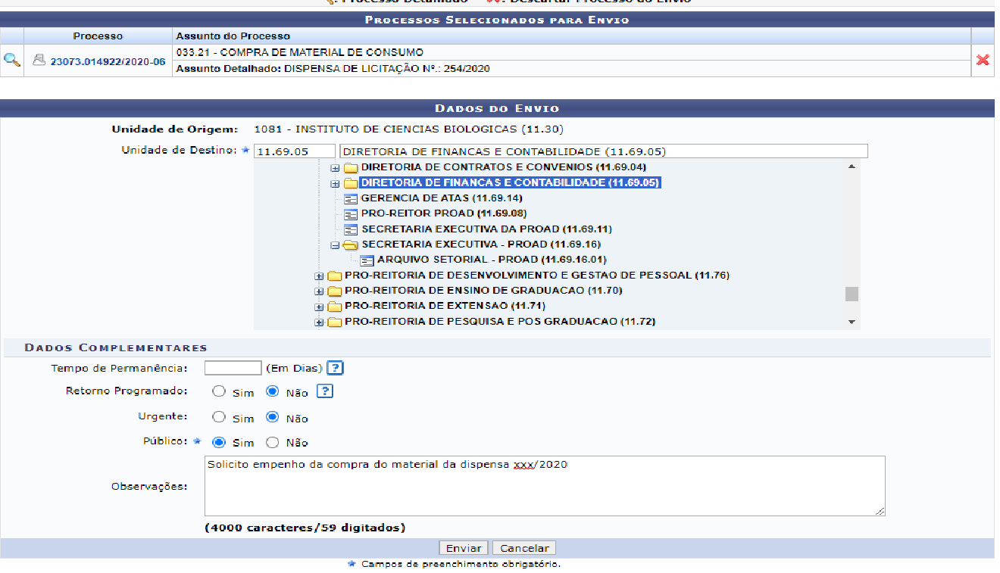 : Processo Detalhado : Descartar Processo do Envio
PROCESSOS SELECIONADOS PARA ENVIO
Processo Assunto do Processo
23073.014922/2020-06 033.21 - COMPRA DE MATERIAL DE CONSUMO
Assunto Detalhado: DISPENSA DE LICITAÇÃO Nº.: 254/2020
DADOS DO ENVIO
Unidade de Origem: 1081 - INSTITUTO DE CIENCIAS BIOLOGICAS (11.30)
Unidade de Destino: 11.69.05 DIRETORIA DE FINANCAS E CONTABILIDADE (11.69.05)
DIRETORIA DE CONTRATOS E CONVENIOS (11.69.04)
DIRETORIA DE FINANCAS E CONTABILIDADE (11.69.05)
GERENCIA DE ATAS (11.69.14)
PRO-REITOR PROAD (11.69.08)
SECRETARIA EXECUTIVA DA PROAD (11.69.11)
SECRETARIA EXECUTIVA - PROAD (11.69.16)
ARQUIVO SETORIAL - PROAD (11.69.16.01)
PRO-REITORIA DE DESENVOLVIMENTO E GESTAO DE PESSOAL (11.76)
PRO-REITORIA DE ENSINO DE GRADUACAO (11.70)
PRO-REITORIA DE EXTENSAO (11.71)
PRO-REITORIA DE PESQUISA E POS GRADUACAO (11.72)
DADOS COMPLEMENTARES
Tempo de Permanência: (Em Dias) ?
Retorno Programado: Sim Não ?
Urgente: Sim Não
Público: Sim Não
Observações: Solicito empenho da compra do material da dispensa xxx/2020
(4000 caracteres/59 digitados)
Enviar Cancelar
Campos de preenchimento obrigatório.